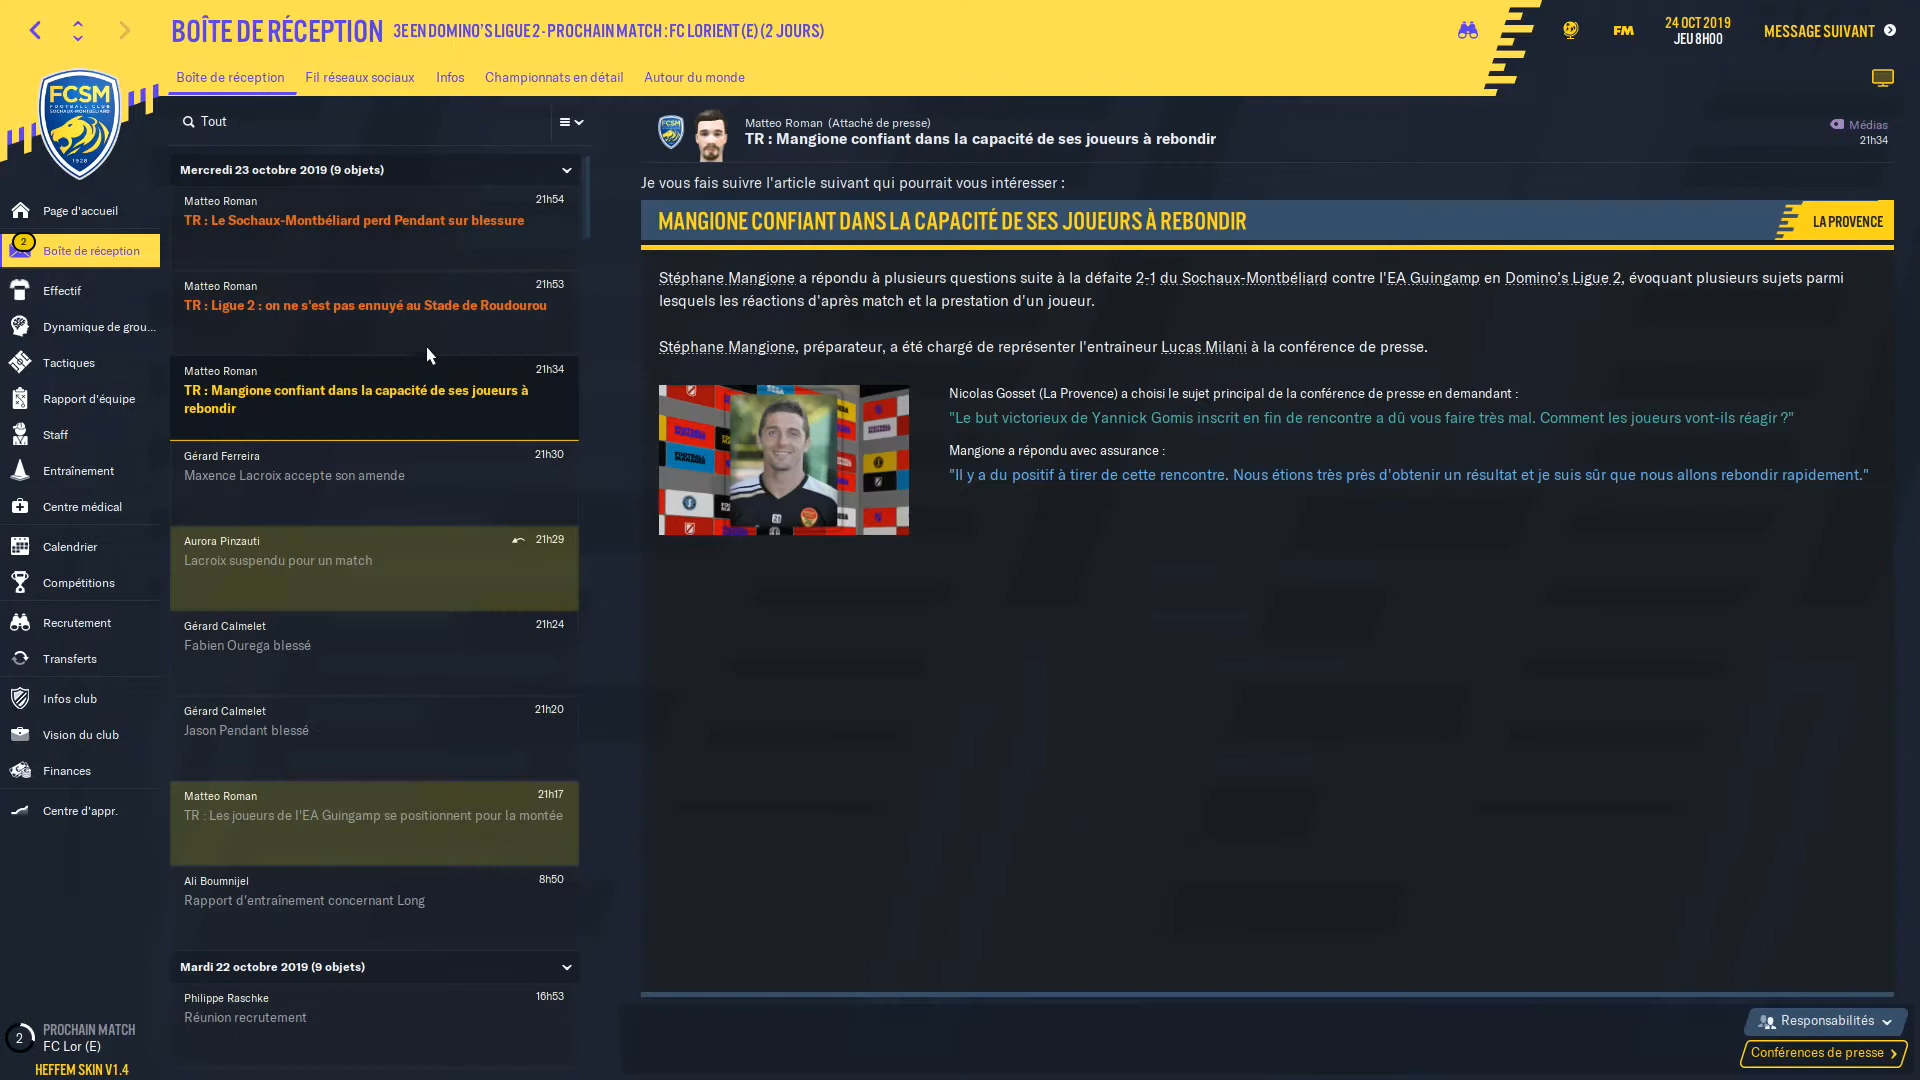 BOÎTE DE RÉCEPTION
3E EN DOMINO'S LIGUE 2 - PROCHAIN MATCH : FC LORIENT (E) (2 JOURS)
FM
24 OCT 2019
JEU 8H00
MESSAGE SUIVANT
Boîte de réception
Fil réseaux sociaux
Infos
Championnats en détail
Autour du monde
FCSM
FOOTBALL CLUB
SOCHAUX-MONTBÉLIARD
1928
Page d'accueil
2
Boîte de réception
Effectif
Dynamique de grou...
Tactiques
Rapport d'équipe
Staff
Entraînement
Centre médical
Calendrier
Compétitions
Recrutement
Transferts
Infos club
Vision du club
Finances
Centre d'appr.
2
PROCHAIN MATCH
FC Lor (E)
HEFFEM SKIN V1.4
Tout
Mercredi 23 octobre 2019 (9 objets)
Matteo Roman
21h54
TR : Le Sochaux-Montbéliard perd Pendant sur blessure
Matteo Roman
21h53
TR : Ligue 2 : on ne s'est pas ennuyé au Stade de Roudourou
Matteo Roman
21h34
TR : Mangione confiant dans la capacité de ses joueurs à
rebondir
Gérard Ferreira
21h30
Maxence Lacroix accepte son amende
Aurora Pinzauti
21h29
Lacroix suspendu pour un match
Gérard Calmelet
21h24
Fabien Ourega blessé
Gérard Calmelet
21h20
Jason Pendant blessé
Matteo Roman
21h17
TR : Les joueurs de l'EA Guingamp se positionnent pour la montée
Ali Boumnijel
8h50
Rapport d'entraînement concernant Long
Mardi 22 octobre 2019 (9 objets)
Philippe Raschke
16h53
Réunion recrutement
Matteo Roman (Attaché de presse)
TR : Mangione confiant dans la capacité de ses joueurs à rebondir
Médias
21h34
Je vous fais suivre l'article suivant qui pourrait vous intéresser :
MANGIONE CONFIANT DANS LA CAPACITÉ DE SES JOUEURS À REBONDIR
LA PROVENCE
Stéphane Mangione a répondu à plusieurs questions suite à la défaite 2-1 du Sochaux-Montbéliard contre l'EA Guingamp en Domino's Ligue 2, évoquant plusieurs sujets parmi
lesquels les réactions d'après match et la prestation d'un joueur.
Stéphane Mangione, préparateur, a été chargé de représenter l'entraîneur Lucas Milani à la conférence de presse.
Nicolas Gosset (La Provence) a choisi le sujet principal de la conférence de presse en demandant :
"Le but victorieux de Yannick Gomis inscrit en fin de rencontre a dû vous faire très mal. Comment les joueurs vont-ils réagir ?"
Mangione a répondu avec assurance :
"Il y a du positif à tirer de cette rencontre. Nous étions très près d'obtenir un résultat et je suis sûr que nous allons rebondir rapidement."
Responsabilités
Conférences de presse